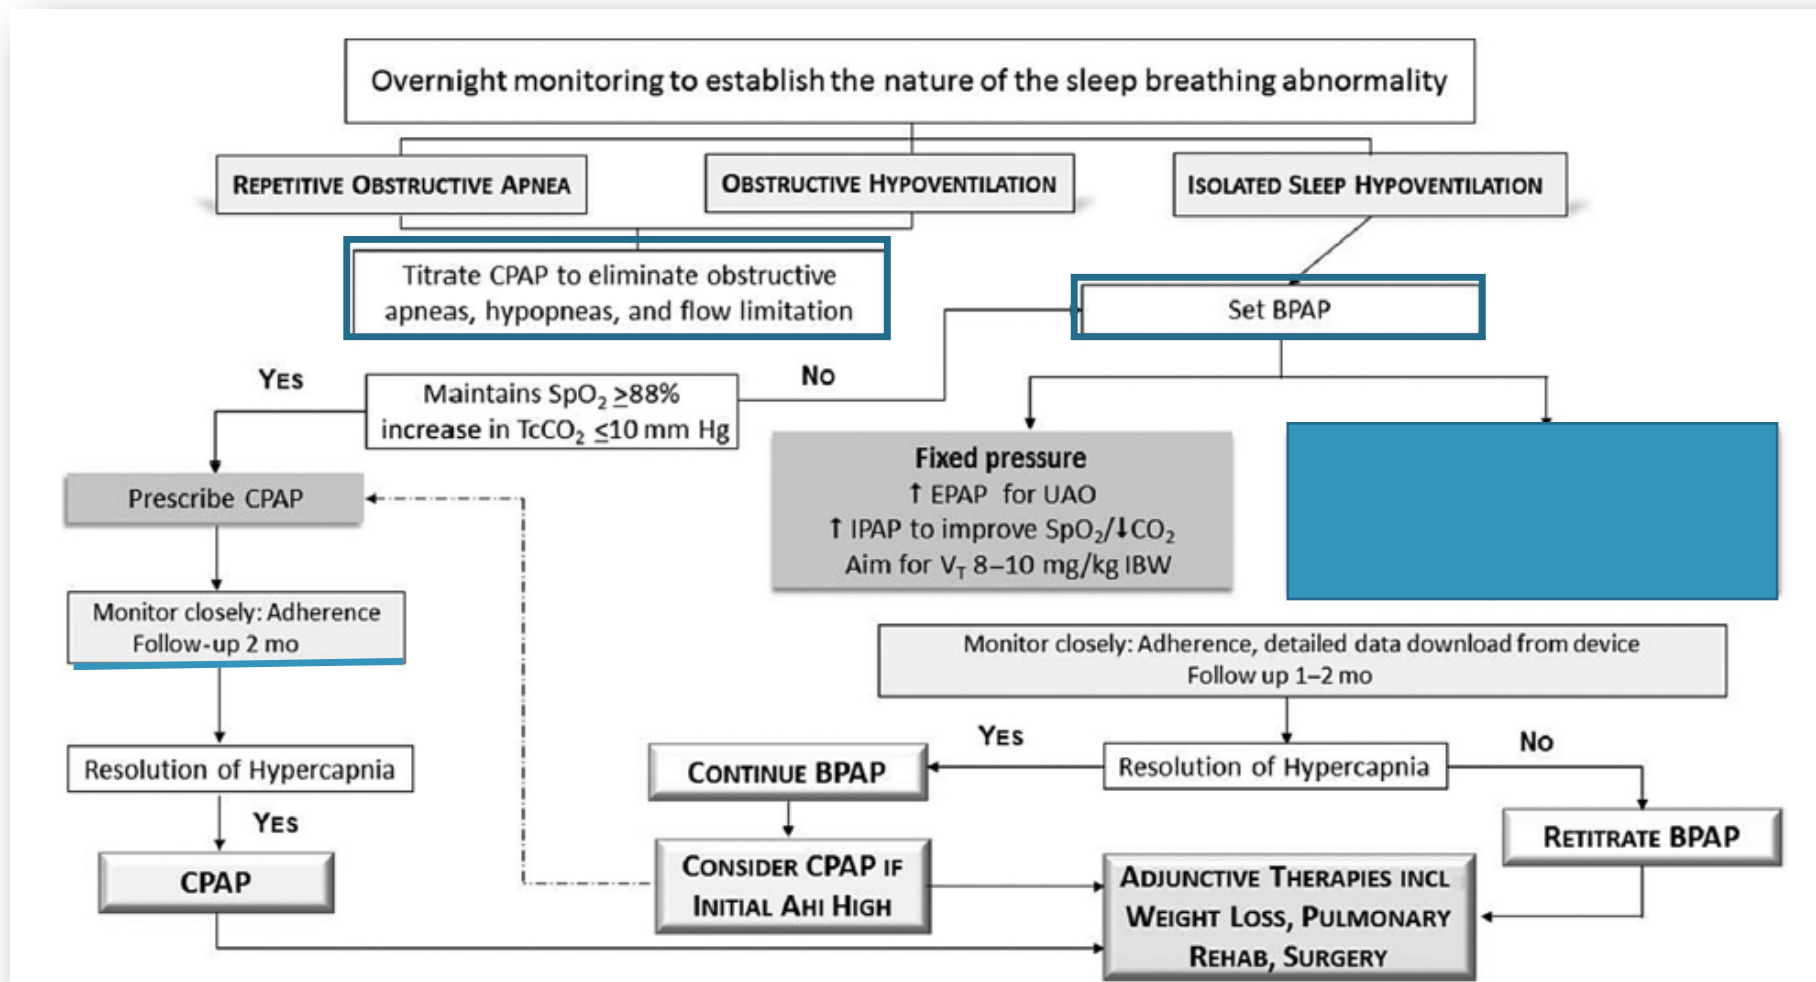 Overnight monitoring to establish the nature of the sleep breathing abnormality
REPETITIVE OBSTRUCTIVE APNEA
OBSTRUCTIVE HYPOVENTILATION
ISOLATED SLEEP HYPOVENTILATION
Titrate CPAP to eliminate obstructive
apneas, hypopneas, and flow limitation
Set BPAP
YES
Maintains SpO₂ ≥88%
increase in TcCO₂ ≤10 mm Hg
NO
Prescribe CPAP
Fixed pressure
↑ EPAP for UAO
↑ IPAP to improve SpO₂/↓CO₂
Aim for V_T 8–10 mg/kg IBW
Monitor closely: Adherence
Follow-up 2 mo
Monitor closely: Adherence, detailed data download from device
Follow up 1–2 mo
Resolution of Hypercapnia
YES
CPAP
YES
Resolution of Hypercapnia
NO
CONTINUE BPAP
RETITRATE BPAP
CONSIDER CPAP IF
INITIAL AHI HIGH
ADJUNCTIVE THERAPIES INCL
WEIGHT LOSS, PULMONARY
REHAB, SURGERY